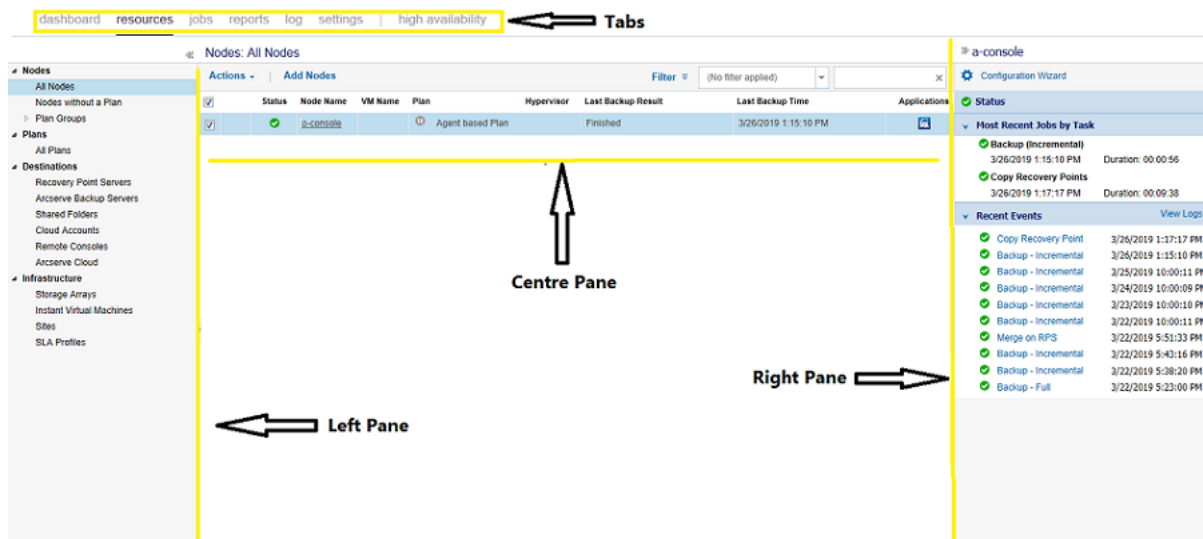 dashboard resources jobs reports log settings | high availability
Tabs
Nodes: All Nodes
a-console
Nodes
All Nodes
Nodes without a Plan
Plan Groups
Plans
All Plans
Destinations
Recovery Point Servers
Arcserve Backup Servers
Shared Folders
Cloud Accounts
Remote Consoles
Arcserve Cloud
Infrastructure
Storage Arrays
Instant Virtual Machines
Sites
SLA Profiles
Actions | Add Nodes Filter (No filter applied)
Status Node Name VM Name Plan Hypervisor Last Backup Result Last Backup Time Applications
a-console Agent based Plan Finished 3/26/2019 1:15:10 PM
Centre Pane
Right Pane
Left Pane
Configuration Wizard
Status
Most Recent Jobs by Task
Backup (Incremental)
3/26/2019 1:15:10 PM Duration: 00:00:56
Copy Recovery Points
3/26/2019 1:17:17 PM Duration: 00:09:38
Recent Events View Logs
Copy Recovery Point 3/26/2019 1:17:17 PM
Backup - Incremental 3/26/2019 1:15:10 PM
Backup - Incremental 3/25/2019 10:00:11 PM
Backup - Incremental 3/24/2019 10:00:09 PM
Backup - Incremental 3/23/2019 10:00:10 PM
Backup - Incremental 3/22/2019 10:00:11 PM
Merge on RPS 3/22/2019 5:51:33 PM
Backup - Incremental 3/22/2019 5:43:16 PM
Backup - Incremental 3/22/2019 5:38:20 PM
Backup - Full 3/22/2019 5:23:00 PM